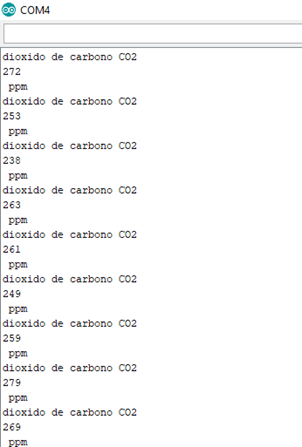 COM4
dioxido de carbono CO2
272
ppm
dioxido de carbono CO2
253
ppm
dioxido de carbono CO2
238
ppm
dioxido de carbono CO2
263
ppm
dioxido de carbono CO2
261
ppm
dioxido de carbono CO2
249
ppm
dioxido de carbono CO2
259
ppm
dioxido de carbono CO2
279
ppm
dioxido de carbono CO2
269
ppm